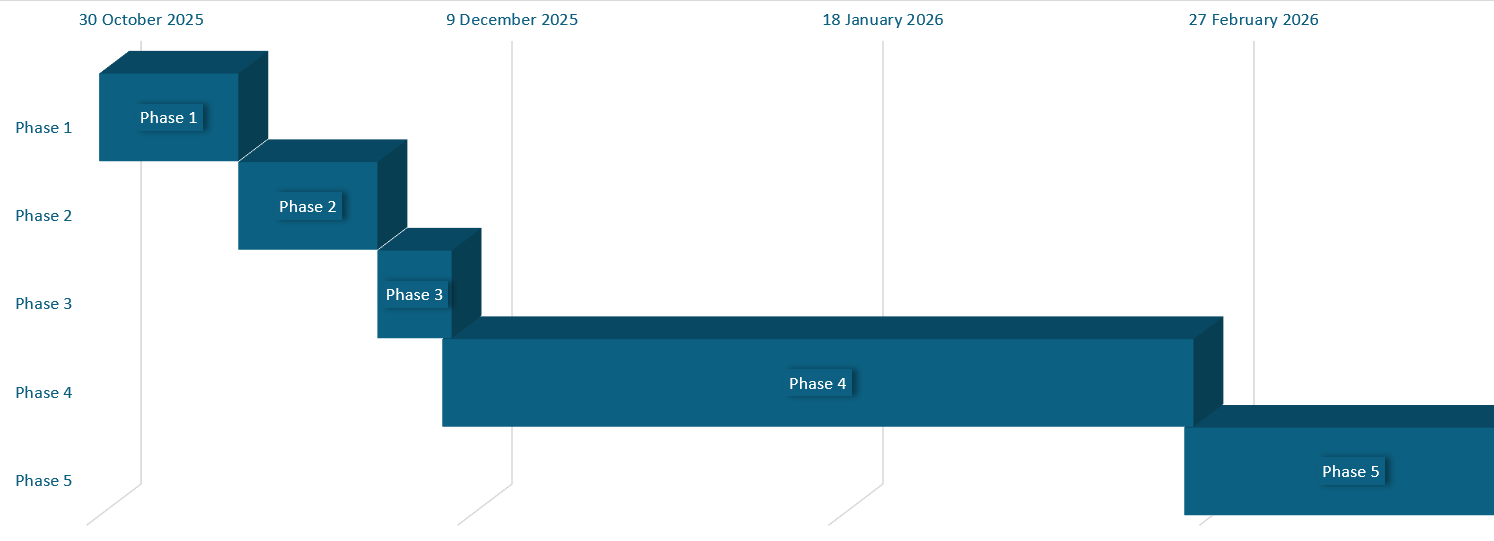 30 October 2025
9 December 2025
18 January 2026
27 February 2026
Phase 1
Phase 1
Phase 2
Phase 2
Phase 3
Phase 3
Phase 4
Phase 4
Phase 5
Phase 5